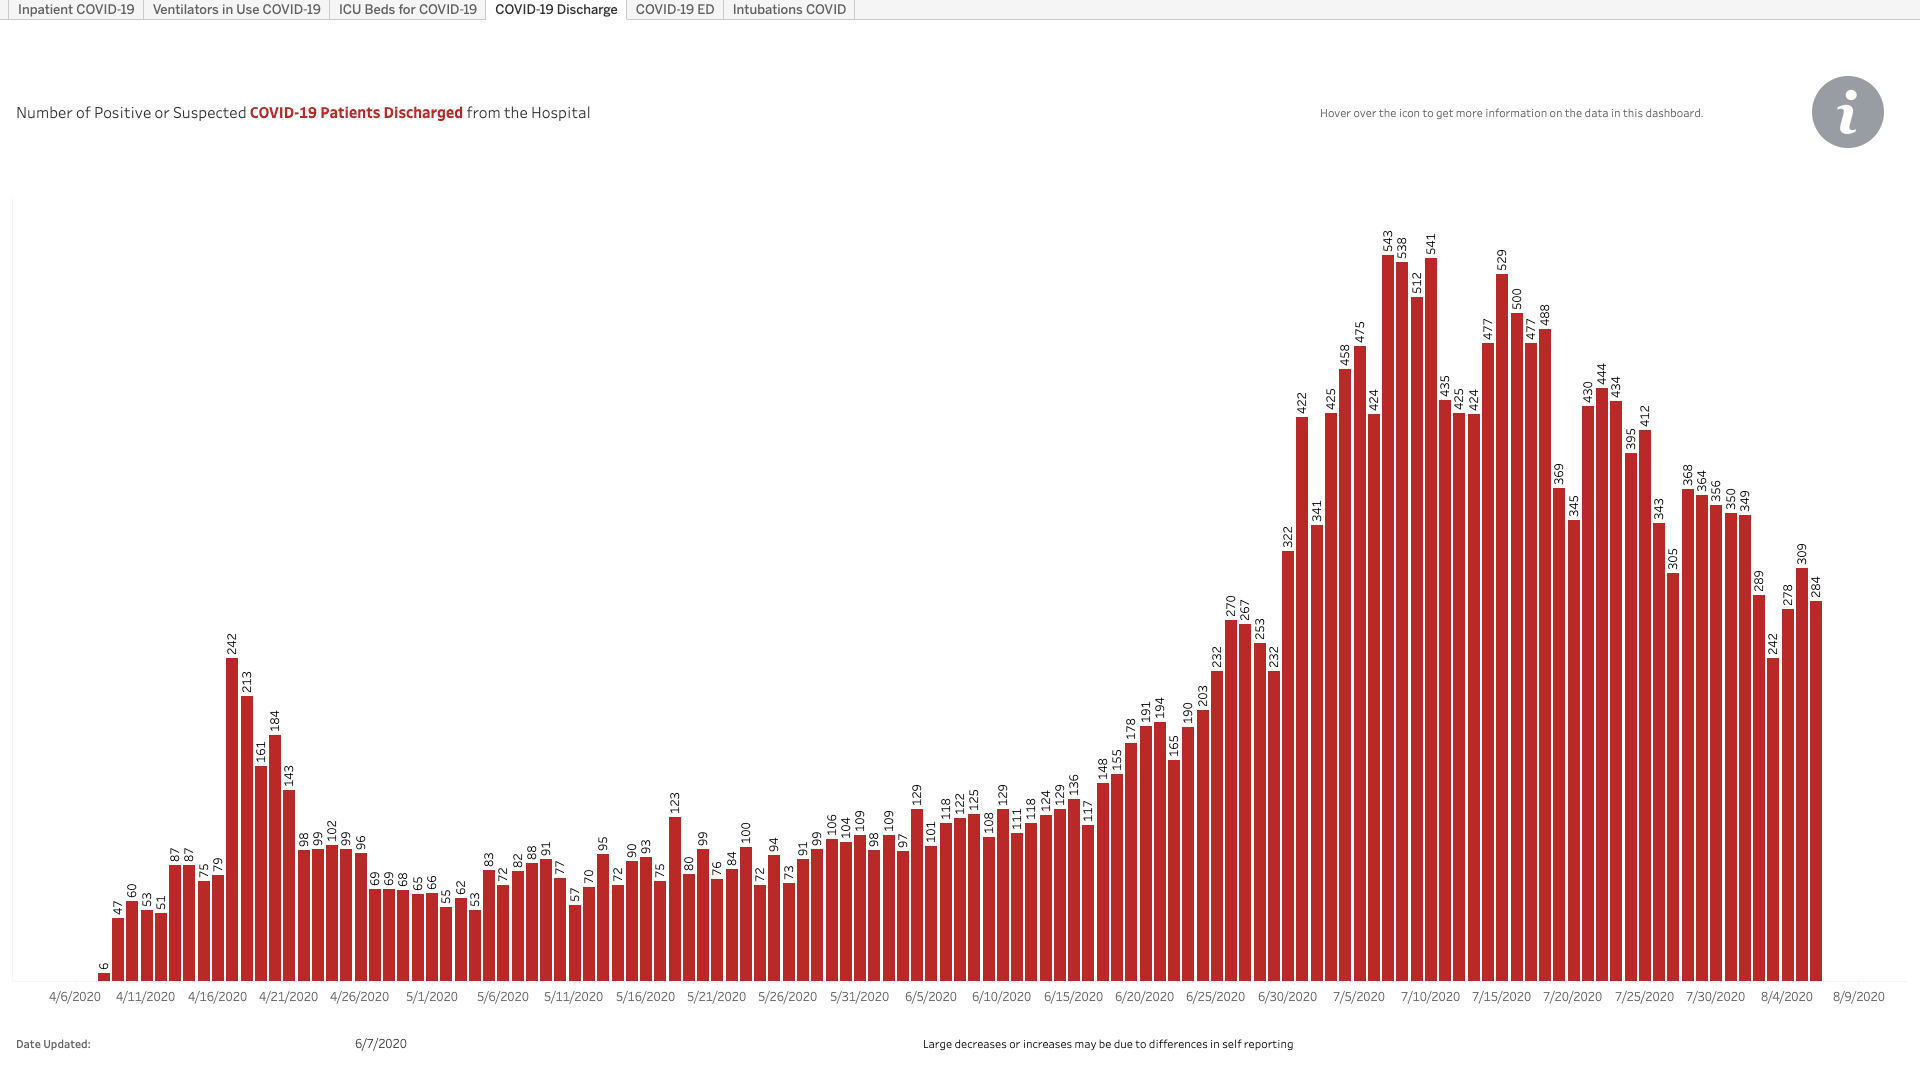 Inpatient COVID-19 Ventilators in Use COVID-19 ICU Beds for COVID-19 COVID-19 Discharge COVID-19 ED Intubations COVID
Number of Positive or Suspected COVID-19 Patients Discharged from the Hospital
Hover over the icon to get more information on the data in this dashboard.
i
6 47 60 53 51 87 87 75 79 242 213 161 184 143 98 99 102 99 96 69 69 68 65 66 55 62 53 83 72 82 88 91 77 57 70 95 72 90 93 75 123 80 99 76 84 100 72 94 73 91 99 106 104 109 98 109 97 129 101 118 122 125 108 129 111 118 124 129 136 117 148 155 178 191 194 165 190 203 232 270 267 253 232 322 422 341 425 458 475 424 543 538 512 541 435 425 424 477 529 500 477 488 369 345 430 444 434 395 412 343 305 368 364 356 350 349 289 242 278 309 284
4/6/2020 4/11/2020 4/16/2020 4/21/2020 4/26/2020 5/1/2020 5/6/2020 5/11/2020 5/16/2020 5/21/2020 5/26/2020 5/31/2020 6/5/2020 6/10/2020 6/15/2020 6/20/2020 6/25/2020 6/30/2020 7/5/2020 7/10/2020 7/15/2020 7/20/2020 7/25/2020 7/30/2020 8/4/2020 8/9/2020
Date Updated: 6/7/2020 Large decreases or increases may be due to differences in self reporting